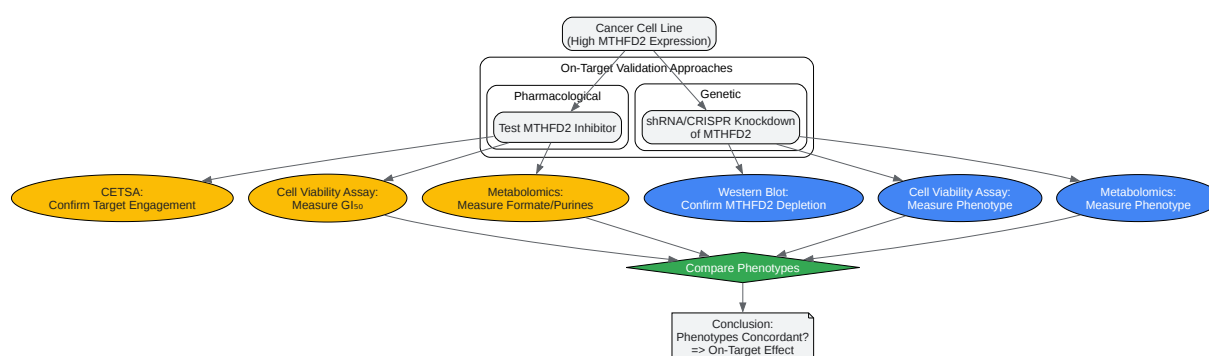 Cancer Cell Line
(High MTHFD2 Expression)
On-Target Validation Approaches
Pharmacological
Genetic
Test MTHFD2 Inhibitor
shRNA/CRISPR Knockdown
of MTHFD2
CETSA:
Confirm Target Engagement
Cell Viability Assay:
Measure GI₅₀
Metabolomics:
Measure Formate/Purines
Western Blot:
Confirm MTHFD2 Depletion
Cell Viability Assay:
Measure Phenotype
Metabolomics:
Measure Phenotype
Compare Phenotypes
Conclusion:
Phenotypes Concordant?
=> On-Target Effect